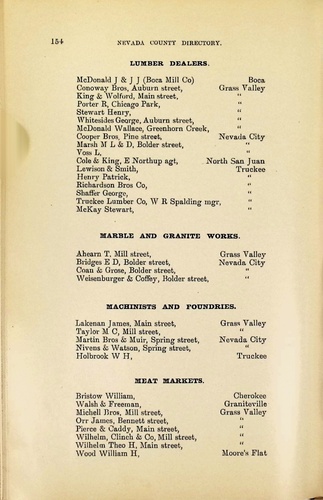 154 NEVADA COUNTY DIRECTORY.
LUMBER DEALERS.
McDonald J & J J (Boca Mill Co) Boca
Conoway Bros, Auburn street, Grass Valley
King & Wolford, Main street, "
Porter R, Chicago Park, "
Stewart Henry, "
Whitesides George, Auburn street, "
McDonald Wallace, Greenhorn Creek, "
Cooper Bros, Pine street, Nevada City
Marsh M L & D, Bolder street, "
Voss L, "
Cole & King, E Northup agt, North San Juan
Lewison & Smith, Truckee
Henry Patrick, "
Richardson Bros Co, "
Shaffer George, "
Truckee Lumber Co, W R Spalding mgr, "
McKay Stewart, "
MARBLE AND GRANITE WORKS.
Ahearn T, Mill street, Grass Valley
Bridges E D, Bolder street, Nevada City
Coan & Grose, Bolder street, "
Weisenburger & Coffey, Bolder street, "
MACHINISTS AND FOUNDRIES.
Lakenan James, Main street, Grass Valley
Taylor M C, Mill street, "
Martin Bros & Muir, Spring street, Nevada City
Nivens & Watson, Spring street, "
Holbrook W H, Truckee
MEAT MARKETS.
Bristow William, Cherokee
Walsh & Freeman, Graniteville
Michell Bros, Mill street, Grass Valley
Orr James, Bennett street, "
Pierce & Caddy, Main street, "
Wilhelm, Clinch & Co, Mill street, "
Wilhelm Theo H, Main street, "
Wood William H, Moore's Flat